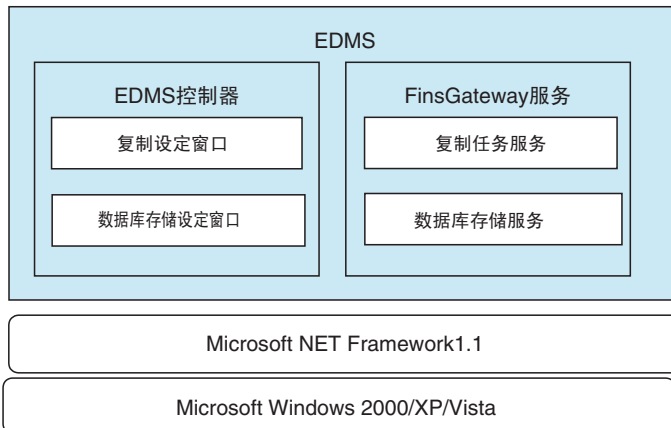 EDMS
EDMS控制器
复制设定窗口
数据库存储设定窗口
FinsGateway服务
复制任务服务
数据库存储服务
Microsoft NET Framework1.1
Microsoft Windows 2000/XP/Vista